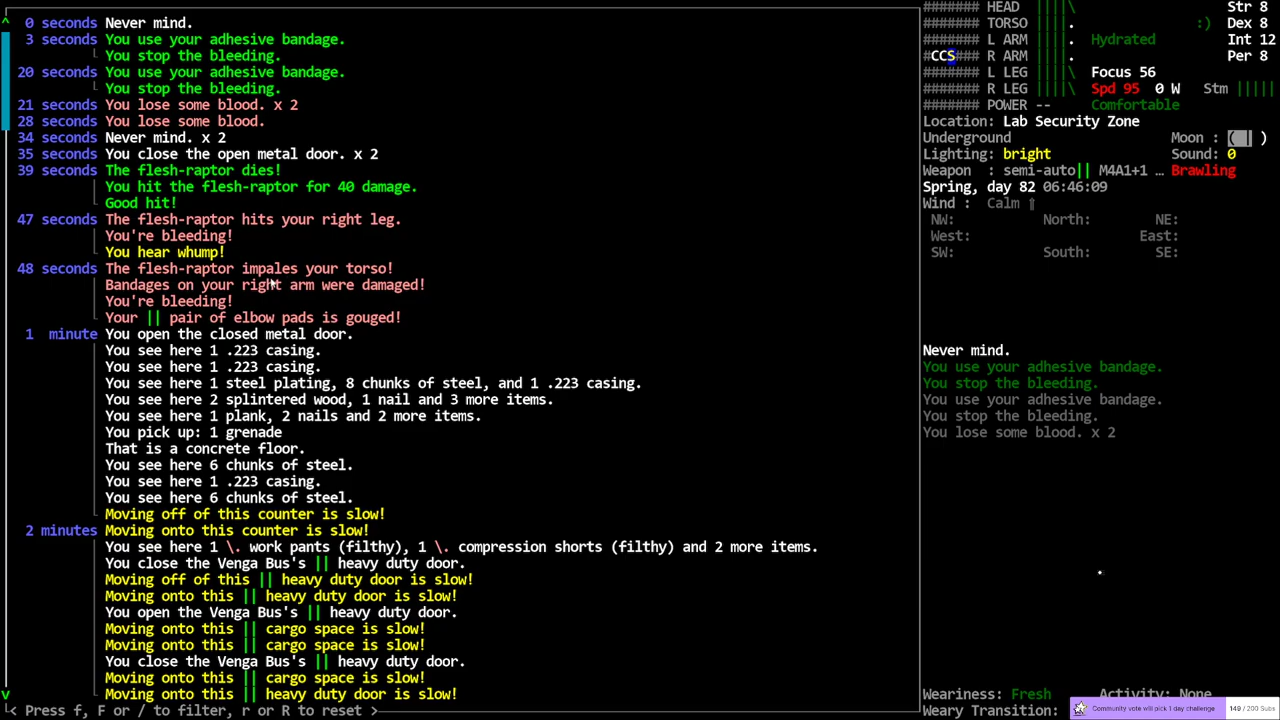 0 seconds Never mind.
3 seconds You use your adhesive bandage.
You stop the bleeding.
20 seconds You use your adhesive bandage.
You stop the bleeding.
21 seconds You lose some blood. x 2
28 seconds You lose some blood.
34 seconds Never mind. x 2
35 seconds You close the open metal door. x 2
39 seconds The flesh-raptor dies!
You hit the flesh-raptor for 40 damage.
Good hit!
47 seconds The flesh-raptor hits your right leg.
You're bleeding!
You hear whump!
48 seconds The flesh-raptor impales your torso!
Bandages on your right arm were damaged!
You're bleeding!
Your || pair of elbow pads is gouged!
1 minute You open the closed metal door.
You see here 1 .223 casing.
You see here 1 .223 casing.
You see here 1 steel plating, 8 chunks of steel, and 1 .223 casing.
You see here 2 splintered wood, 1 nail and 3 more items.
You see here 1 plank, 2 nails and 2 more items.
You pick up: 1 grenade
That is a concrete floor.
You see here 6 chunks of steel.
You see here 1 .223 casing.
You see here 6 chunks of steel.
Moving off of this counter is slow!
2 minutes Moving onto this counter is slow!
You see here 1 \. work pants (filthy), 1 \. compression shorts (filthy) and 2 more items.
You close the Venga Bus's || heavy duty door.
Moving off of this || heavy duty door is slow!
Moving onto this || heavy duty door is slow!
You open the Venga Bus's || heavy duty door.
Moving onto this || cargo space is slow!
Moving onto this || cargo space is slow!
You close the Venga Bus's || heavy duty door.
Moving onto this || cargo space is slow!
Moving onto this || heavy duty door is slow!
< Press f, F or / to filter, r or R to reset >
####### HEAD ||||\ Str 8
####### TORSO ||||. :) Dex 8
####### L ARM ||||. Hydrated Int 12
#CCS### R ARM ||||. Per 8
####### L LEG ||||\ Focus 56
####### R LEG ||||\ Spd 95 0 W Stm |||||
####### POWER -- Comfortable
Location: Lab Security Zone
Underground Moon : ( )
Lighting: bright Sound: 0
Weapon : semi-auto|| M4A1+1 … Brawling
Spring, day 82 06:46:09
Wind : Calm ⇑
NW: North: NE:
West: East:
SW: South: SE:
Never mind.
You use your adhesive bandage.
You stop the bleeding.
You use your adhesive bandage.
You stop the bleeding.
You lose some blood. x 2
Weariness: Fresh Activity: None
Weary Transition:
Community vote will pick 1 day challenge 149 / 200 Subs